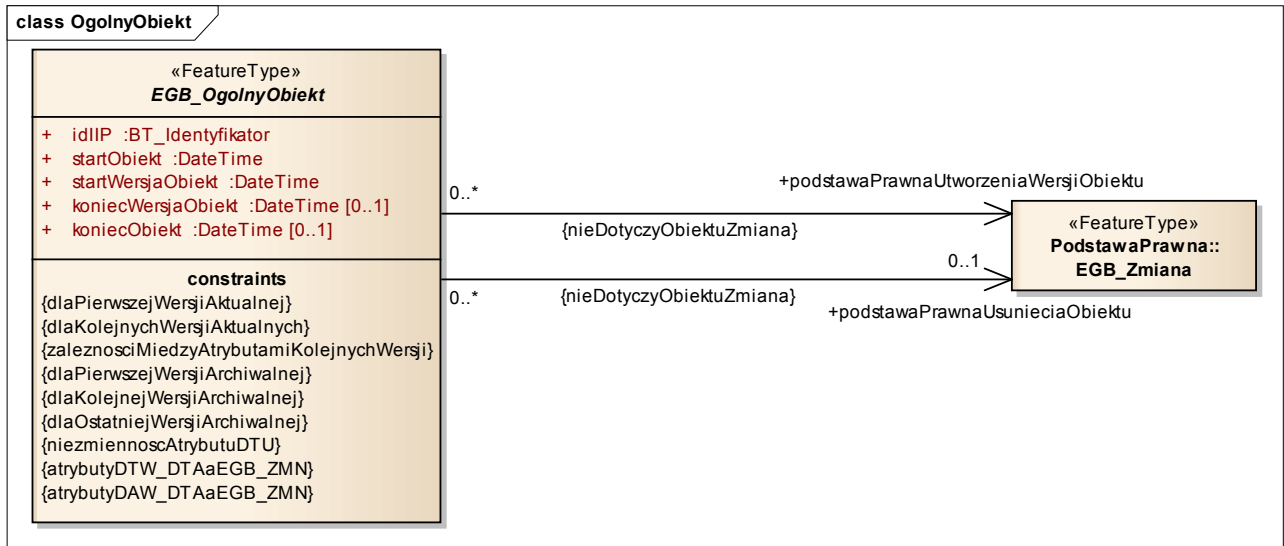 class OgolnyObiekt
«FeatureType»
EGB_OgolnyObiekt
+ idIIP :BT_Identyfikator
+ startObiekt :DateTime
+ startWersjaObiekt :DateTime
+ koniecWersjaObiekt :DateTime [0..1]
+ koniecObiekt :DateTime [0..1]
constraints
{dlaPierwszejWersjiAktualnej}
{dlaKolejnychWersjiAktualnych}
{zaleznosciMiedzyAtrybutamiKolejnychWersji}
{dlaPierwszejWersjiArchiwalnej}
{dlaKolejnejWersjiArchiwalnej}
{dlaOstatniejWersjiArchiwalnej}
{niezmiennoscAtrybutuDTU}
{atrybutyDTW_DTAaEGB_ZMN}
{atrybutyDAW_DTAaEGB_ZMN}
0..*
+podstawaPrawnaUtworzeniaWersjiObiektu
{nieDotyczyObiektuZmiana}
0..1
0..*
{nieDotyczyObiektuZmiana}
+podstawaPrawnaUsunieciaObiektu
«FeatureType»
PodstawaPrawna::
EGB_Zmiana